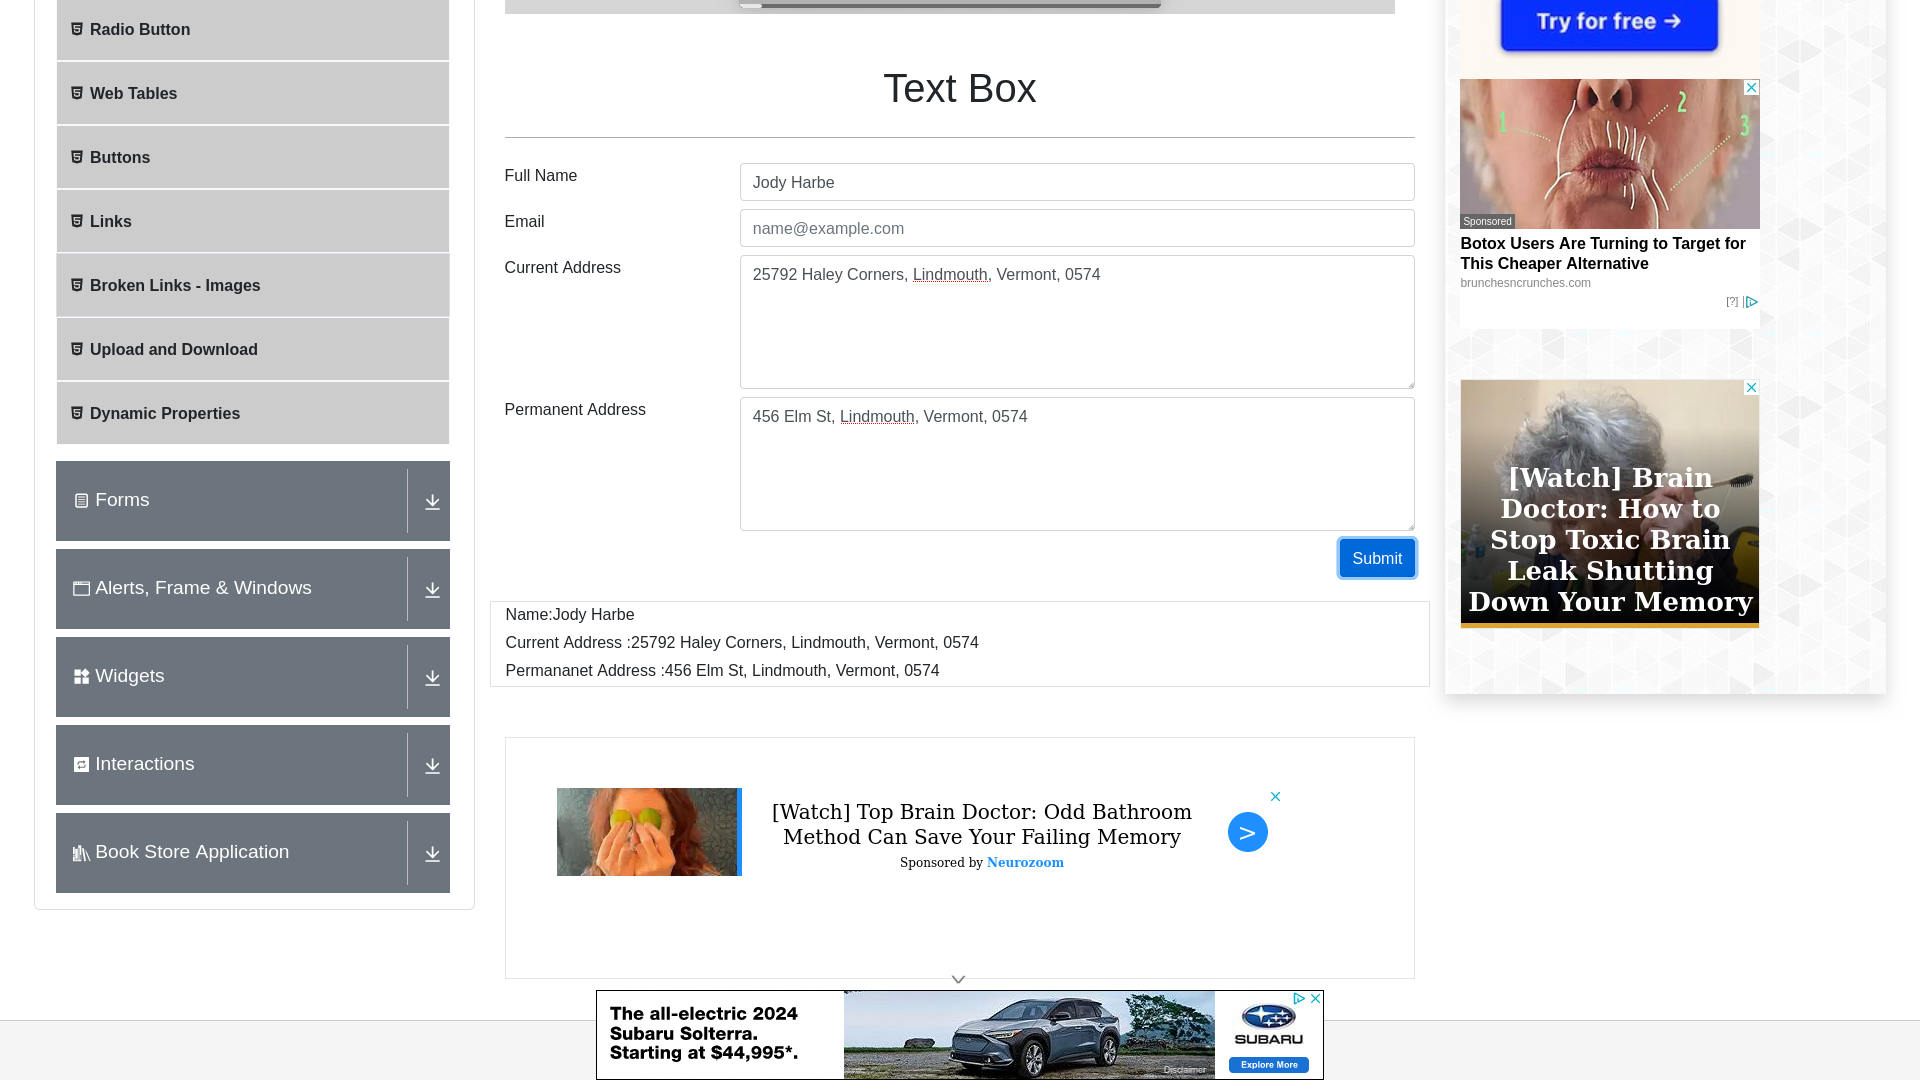 Radio Button
Web Tables
Buttons
Links
Broken Links - Images
Upload and Download
Dynamic Properties
Forms
Alerts, Frame & Windows
Widgets
Interactions
Book Store Application
Text Box
Full Name
Jody Harbe
Email
name@example.com
Current Address
25792 Haley Corners, Lindmouth, Vermont, 0574
Permanent Address
456 Elm St, Lindmouth, Vermont, 0574
Submit
Name:Jody Harbe
Current Address :25792 Haley Corners, Lindmouth, Vermont, 0574
Permananet Address :456 Elm St, Lindmouth, Vermont, 0574
[Watch] Top Brain Doctor: Odd Bathroom
Method Can Save Your Failing Memory
Sponsored by Neurozoom
>
The all-electric 2024
Subaru Solterra.
Starting at $44,995*.
Disclaimer
SUBARU
Explore More
Try for free →
1
2
3
Sponsored
Botox Users Are Turning to Target for
This Cheaper Alternative
brunchesncrunches.com
[?]
[Watch] Brain
Doctor: How to
Stop Toxic Brain
Leak Shutting
Down Your Memory